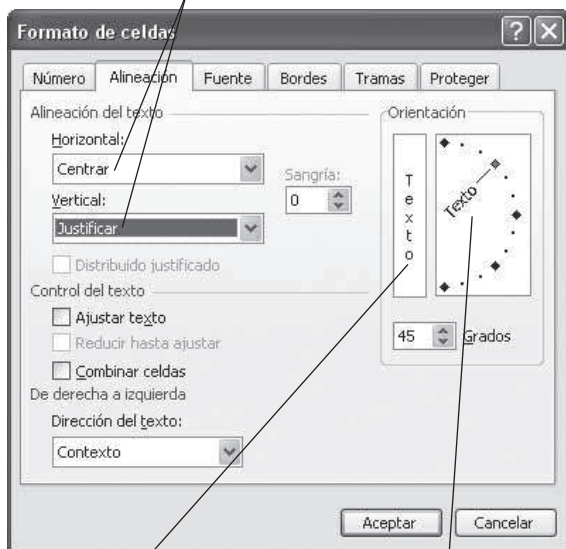 Formato de celdas
Número Alineación Fuente Bordes Tramas Proteger
Alineación del texto
Horizontal:
Centrar
Sangría:
0
Vertical:
Justificar
Distribuido justificado
Control del texto
Ajustar texto
Reducir hasta ajustar
Combinar celdas
De derecha a izquierda
Dirección del texto:
Contexto
Orientación
Texto
Texto
45 Grados
Aceptar Cancelar